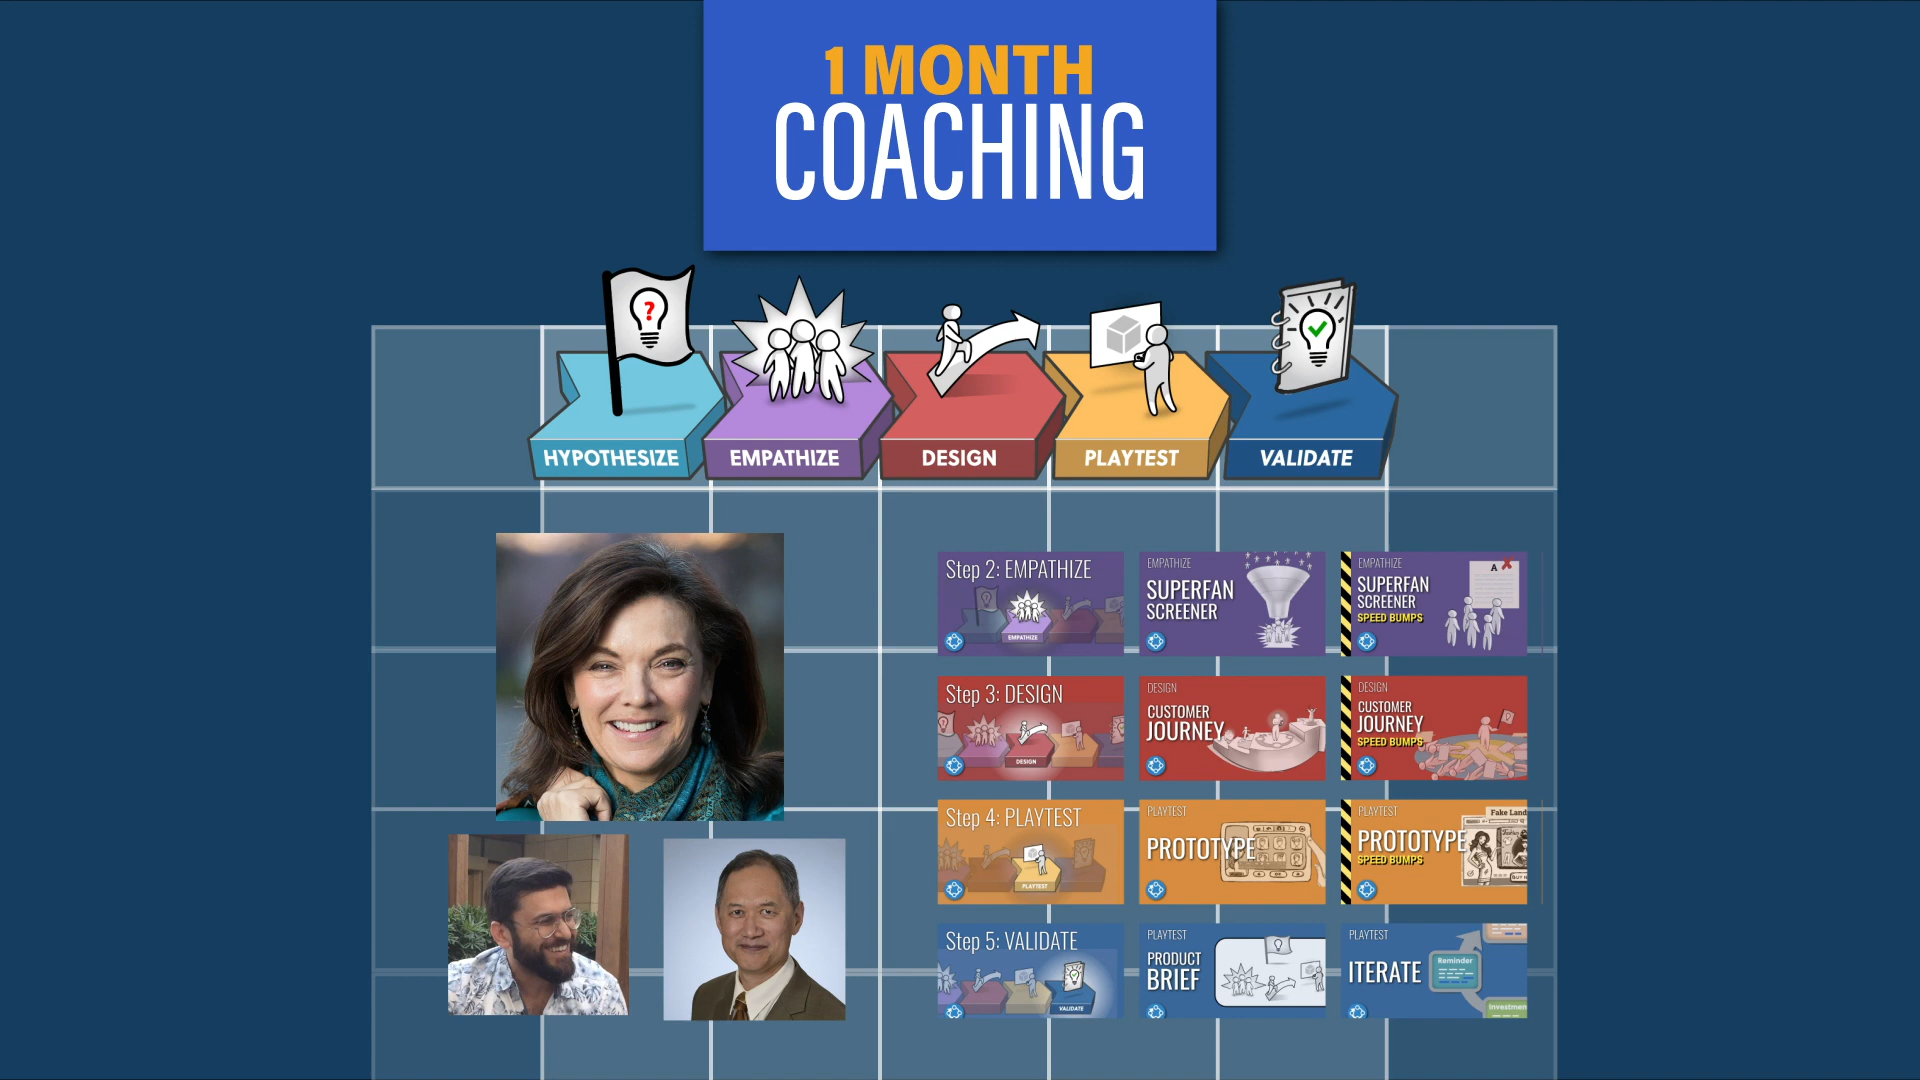 1 MONTH
COACHING
?
HYPOTHESIZE
EMPATHIZE
DESIGN
PLAYTEST
VALIDATE
Step 2: EMPATHIZE
EMPATHIZE
EMPATHIZE
SUPERFAN
SCREENER
EMPATHIZE
SUPERFAN
SCREENER
SPEED BUMPS
A
Step 3: DESIGN
DESIGN
DESIGN
CUSTOMER
JOURNEY
DESIGN
CUSTOMER
JOURNEY
SPEED BUMPS
Step 4: PLAYTEST
PLAYTEST
PLAYTEST
PROTOTYPE
PLAYTEST
PROTOTYPE
SPEED BUMPS
Fake Land
BUY N
Step 5: VALIDATE
VALIDATE
PLAYTEST
PRODUCT
BRIEF
PLAYTEST
ITERATE
Reminder
Investmen